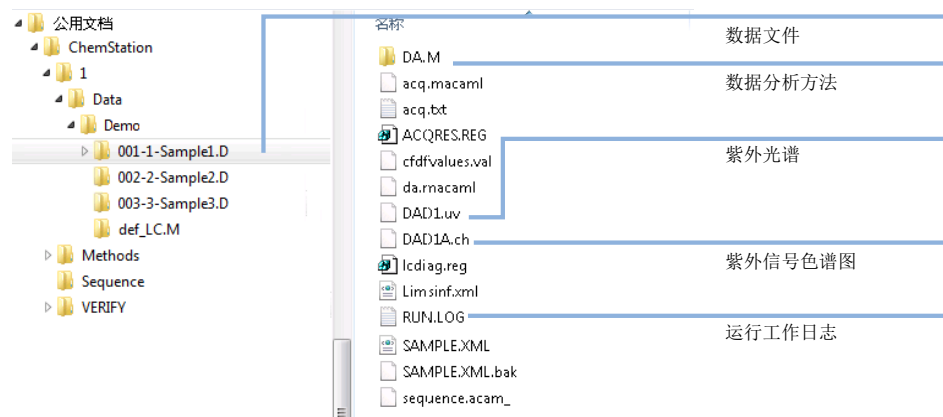 公用文档
ChemStation
1
Data
Demo
001-1-Sample1.D
002-2-Sample2.D
003-3-Sample3.D
def_LC.M
Methods
Sequence
VERIFY
名称
DA.M
acq.macaml
acq.txt
ACQRES.REG
cfdfvalues.val
da.macaml
DAD1.uv
DAD1A.ch
lcdiag.reg
Limsinf.xml
RUN.LOG
SAMPLE.XML
SAMPLE.XML.bak
sequence.acam_
数据文件
数据分析方法
紫外光谱
紫外信号色谱图
运行工作日志